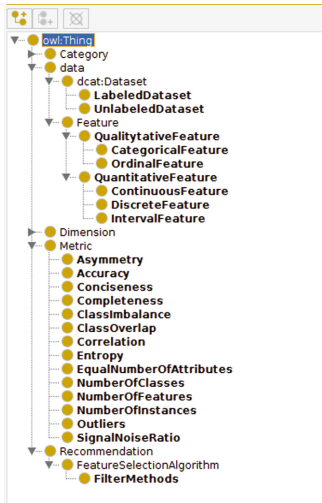 owl:Thing
Category
data
dcat:Dataset
LabeledDataset
UnlabeledDataset
Feature
QualitytativeFeature
CategoricalFeature
OrdinalFeature
QuantitativeFeature
ContinuousFeature
DiscreteFeature
IntervalFeature
Dimension
Metric
Asymmetry
Accuracy
Conciseness
Completeness
ClassImbalance
ClassOverlap
Correlation
Entropy
EqualNumberOfAttributes
NumberOfClasses
NumberOfFeatures
NumberOfInstances
Outliers
SignalNoiseRatio
Recommendation
FeatureSelectionAlgorithm
FilterMethods